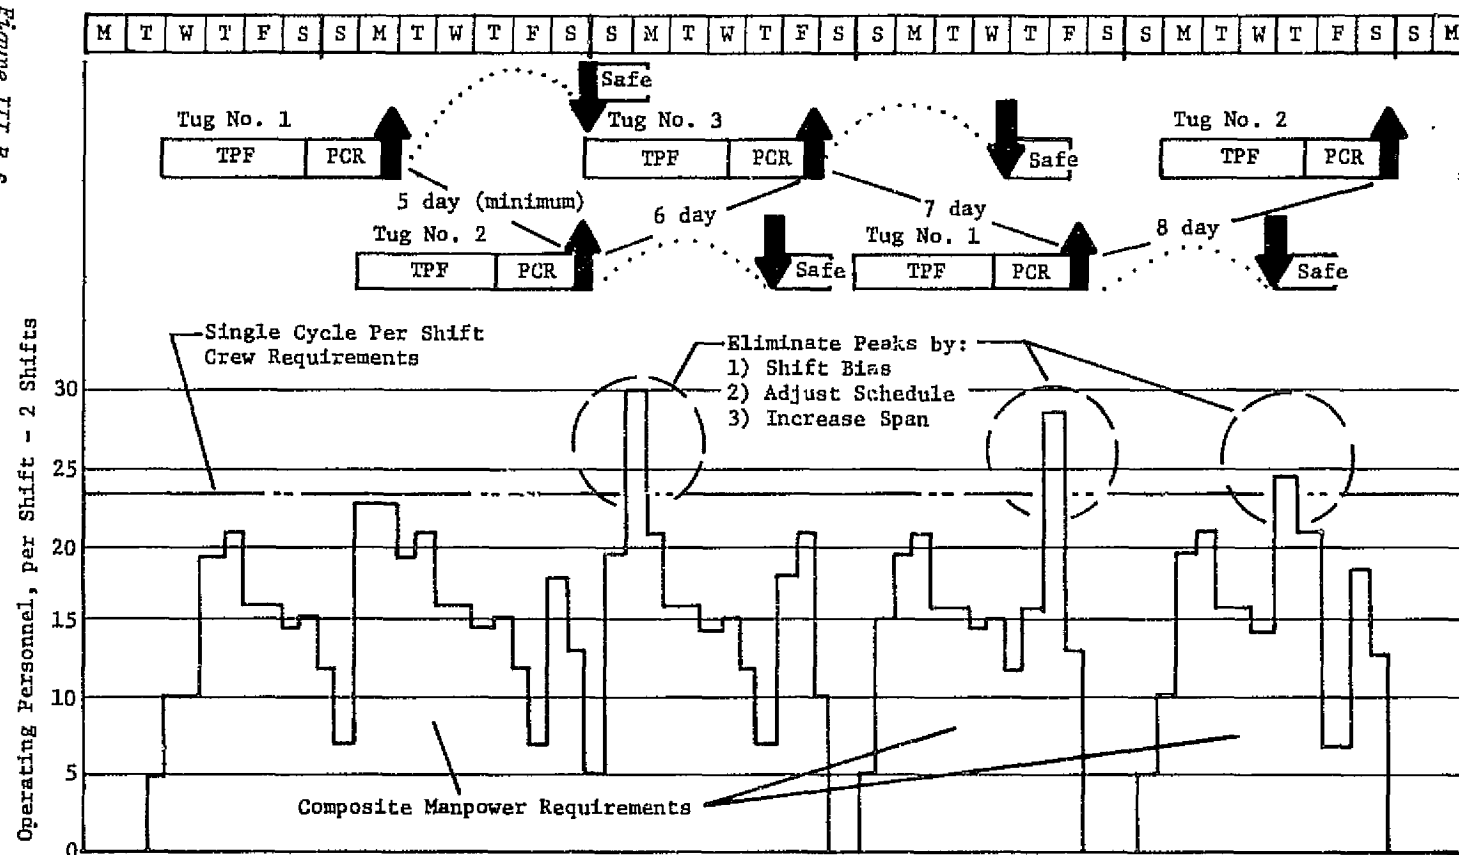 M T W T F S S M T W T F S S M T W T F S S M T W T F S S M T W T F S S M
Safe
Tug No. 1
Tug No. 3
Tug No. 2
TPF PCR
TPF PCR
Safe
TPF PCR
5 day (minimum)
6 day
7 day
8 day
Tug No. 2
Tug No. 1
TPF PCR
Safe
TPF PCR
Safe
Single Cycle Per Shift
Crew Requirements
Eliminate Peaks by:
1) Shift Bias
2) Adjust Schedule
3) Increase Span
Operating Personnel, per Shift - 2 Shifts
30
25
20
15
10
5
0
Composite Manpower Requirements